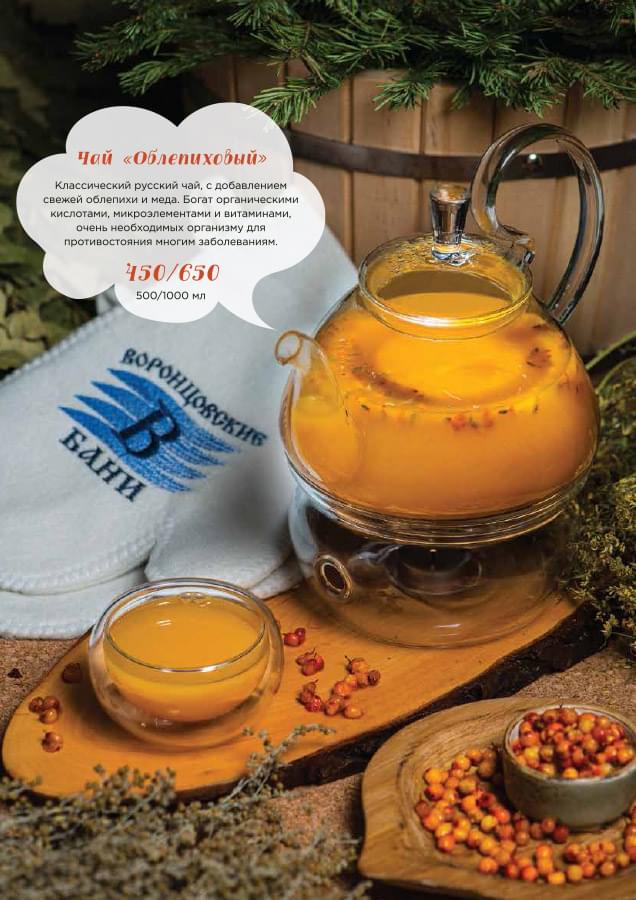 Чай «Облепиховый»
Классический русский чай, с добавлением
свежей облепихи и меда. Богат органическими
кислотами, микроэлементами и витаминами,
очень необходимых организму для
противостояния многим заболеваниям.
450/650
500/1000 мл
ВОРОНЦОВСКИЕ
В
БАНИ